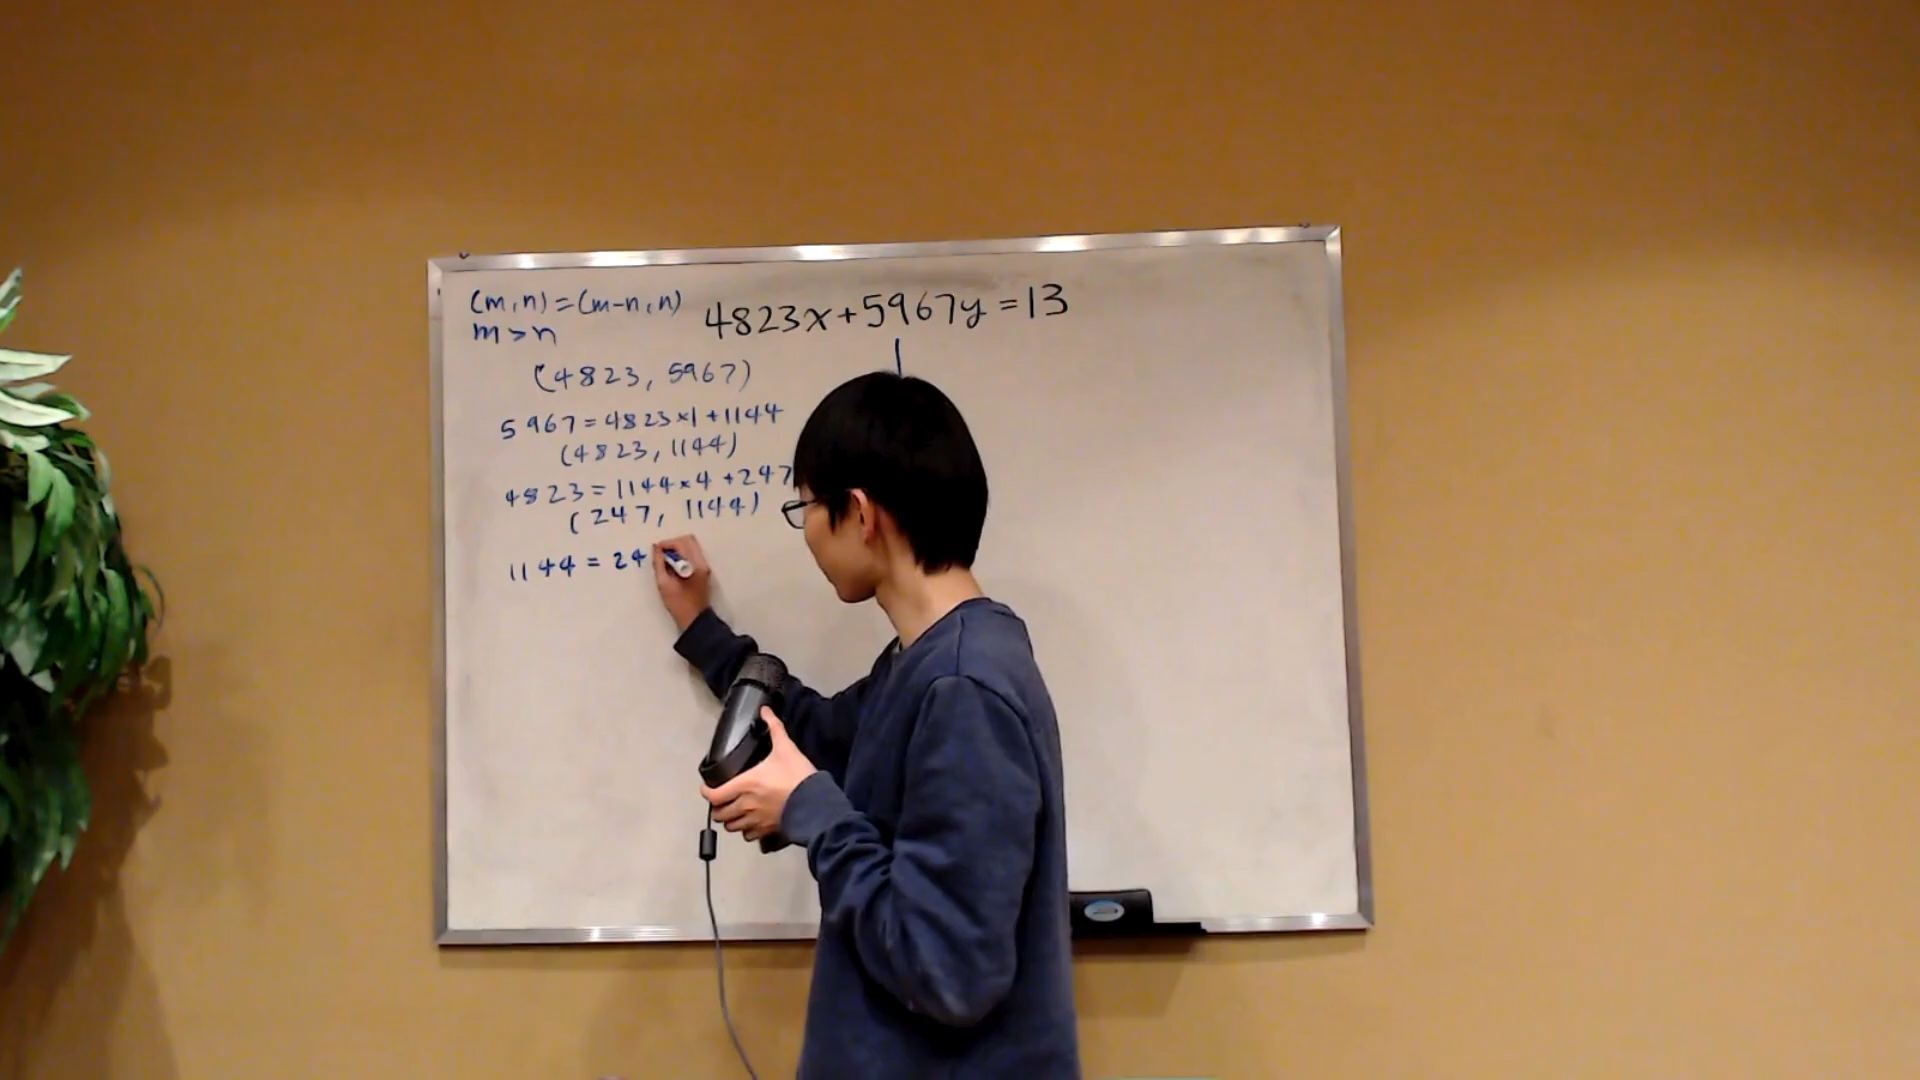 (m,n)=(m-n,n)
m>n
4823x+5967y=13
(4823, 5967)
5967=4823×1+1144
(4823, 1144)
4823=1144×4+247
(247, 1144)
1144=24